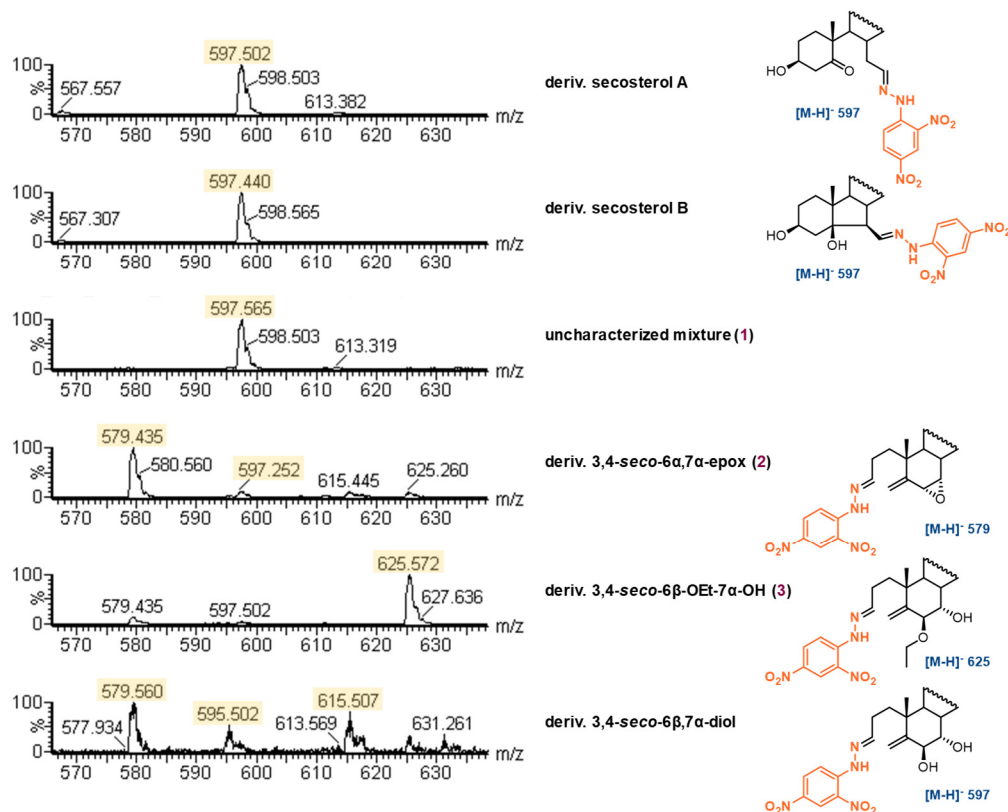 597.502
100
%
0
567.557
598.503
613.382
570 580 590 600 610 620 630 m/z
deriv. secosterol A
HO
O
N
NH
NO₂
NO₂
[M-H]⁻ 597
597.440
100
%
0
567.307
598.565
570 580 590 600 610 620 630 m/z
deriv. secosterol B
HO
OH
N
N
H
O₂N
NO₂
[M-H]⁻ 597
597.565
100
%
0
598.503
613.319
570 580 590 600 610 620 630 m/z
uncharacterized mixture (1)
579.435
100
%
0
580.560
597.252
615.445
625.260
570 580 590 600 610 620 630 m/z
deriv. 3,4-seco-6α,7α-epox (2)
N
NH
O
O₂N
NO₂
[M-H]⁻ 579
625.572
100
%
0
579.435
597.502
627.636
570 580 590 600 610 620 630 m/z
deriv. 3,4-seco-6β-OEt-7α-OH (3)
N
NH
OH
O
O₂N
NO₂
[M-H]⁻ 625
579.560
100
%
0
577.934
595.502
613.569
615.507
631.261
570 580 590 600 610 620 630 m/z
deriv. 3,4-seco-6β,7α-diol
N
NH
OH
OH
O₂N
NO₂
[M-H]⁻ 597